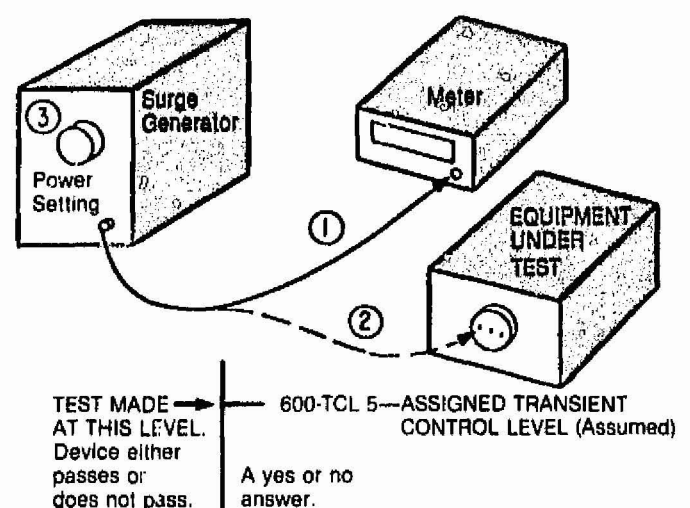 Surge
Generator
③
Power
Setting
Meter
①
EQUIPMENT
UNDER
TEST
②
TEST MADE
AT THIS LEVEL.
Device either
passes or
does not pass.
600-TCL 5—ASSIGNED TRANSIENT
CONTROL LEVEL (Assumed)
A yes or no
answer.